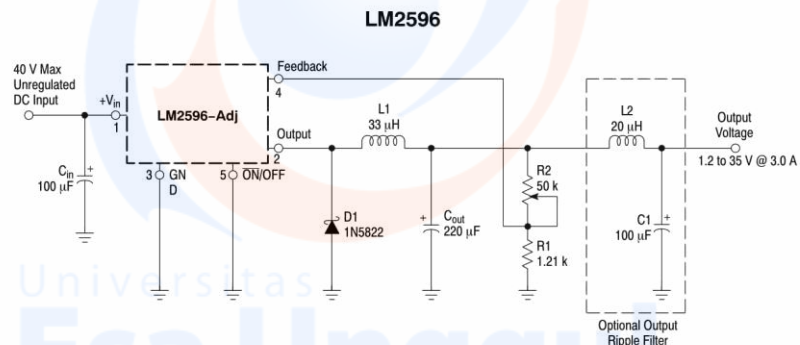 LM2596
40 V Max
Unregulated
DC Input
+Vin
1
LM2596-Adj
Feedback
4
Output
2
3 GN
D
5 ON/OFF
Cin
100 µF
L1
33 µH
D1
1N5822
Cout
220 µF
R2
50 k
R1
1.21 k
L2
20 µH
C1
100 µF
Output
Voltage
1.2 to 35 V @ 3.0 A
Optional Output
Ripple Filter
Universitas
Esa Unggul